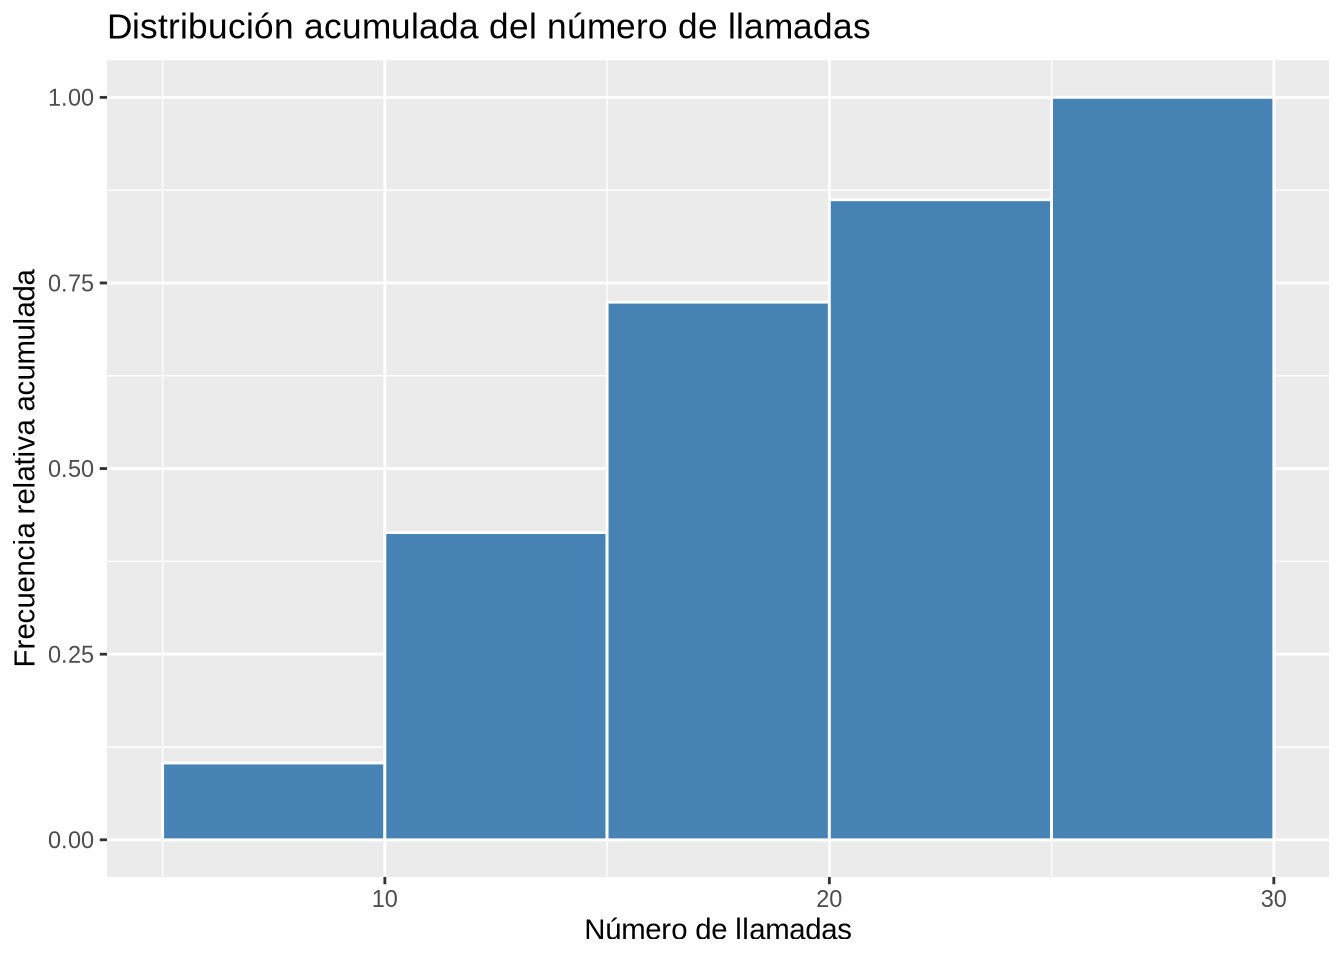 Distribución acumulada del número de llamadas
Frecuencia relativa acumulada
1.00
0.75
0.50
0.25
0.00
10 20 30
Número de llamadas